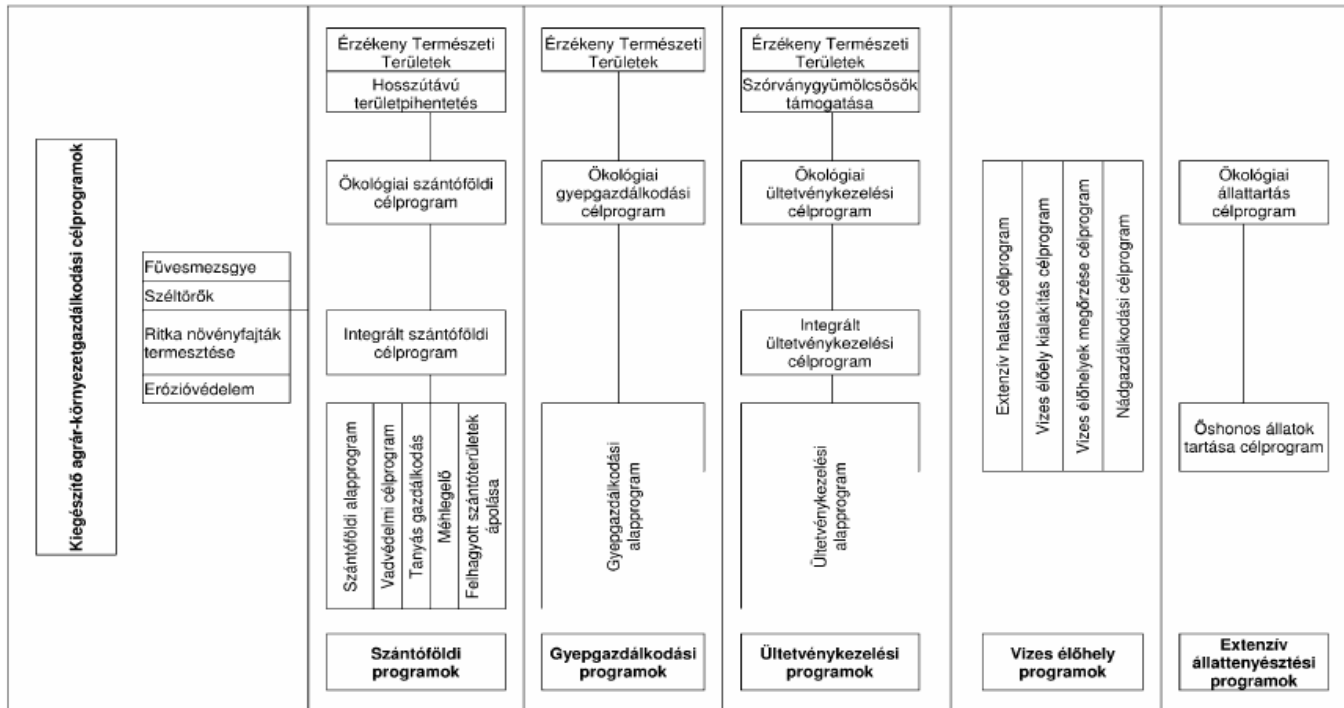 Kiegészítő agrár-környezetgazdálkodási célprogramok
Füvesmezsgye
Széltörők
Ritka növényfajták
termesztése
Erózióvédelem
Érzékeny Természeti
Területek
Hosszútávú
területpihentetés
Ökológiai szántóföldi
célprogram
Integrált szántóföldi
célprogram
Szántóföldi alapprogram
Vadvédelmi célprogram
Tanyás gazdálkodás
Méhlegelő
Felhagyott szántóterületek
ápolása
Szántóföldi
programok
Érzékeny Természeti
Területek
Ökológiai
gyepgazdálkodási
célprogram
Gyepgazdálkodási
alapprogram
Gyepgazdálkodási
programok
Érzékeny Természeti
Területek
Szórványgyümölcsösök
támogatása
Ökológiai
ültetvénykezelési
célprogram
Integrált
ültetvénykezelési
célprogram
Ültetvénykezelési
alapprogram
Ültetvénykezelési
programok
Extenzív halastó célprogram
Vizes élőely kialakítás célprogram
Vizes élőhelyek megőrzése célprogram
Nádgazdálkodási célprogram
Vizes élőhely
programok
Ökológiai
állattartás
célprogram
Őshonos állatok
tartása célprogram
Extenzív
állattenyésztési
programok